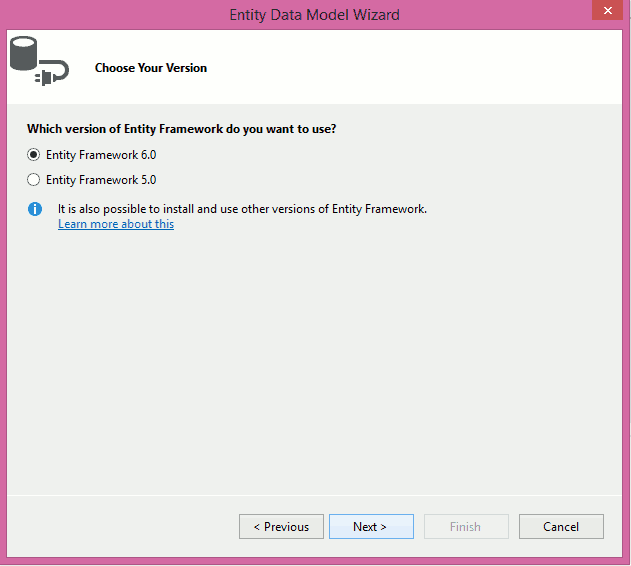 Entity Data Model Wizard
Choose Your Version
Which version of Entity Framework do you want to use?
Entity Framework 6.0
Entity Framework 5.0
It is also possible to install and use other versions of Entity Framework.
Learn more about this
< Previous
Next >
Finish
Cancel